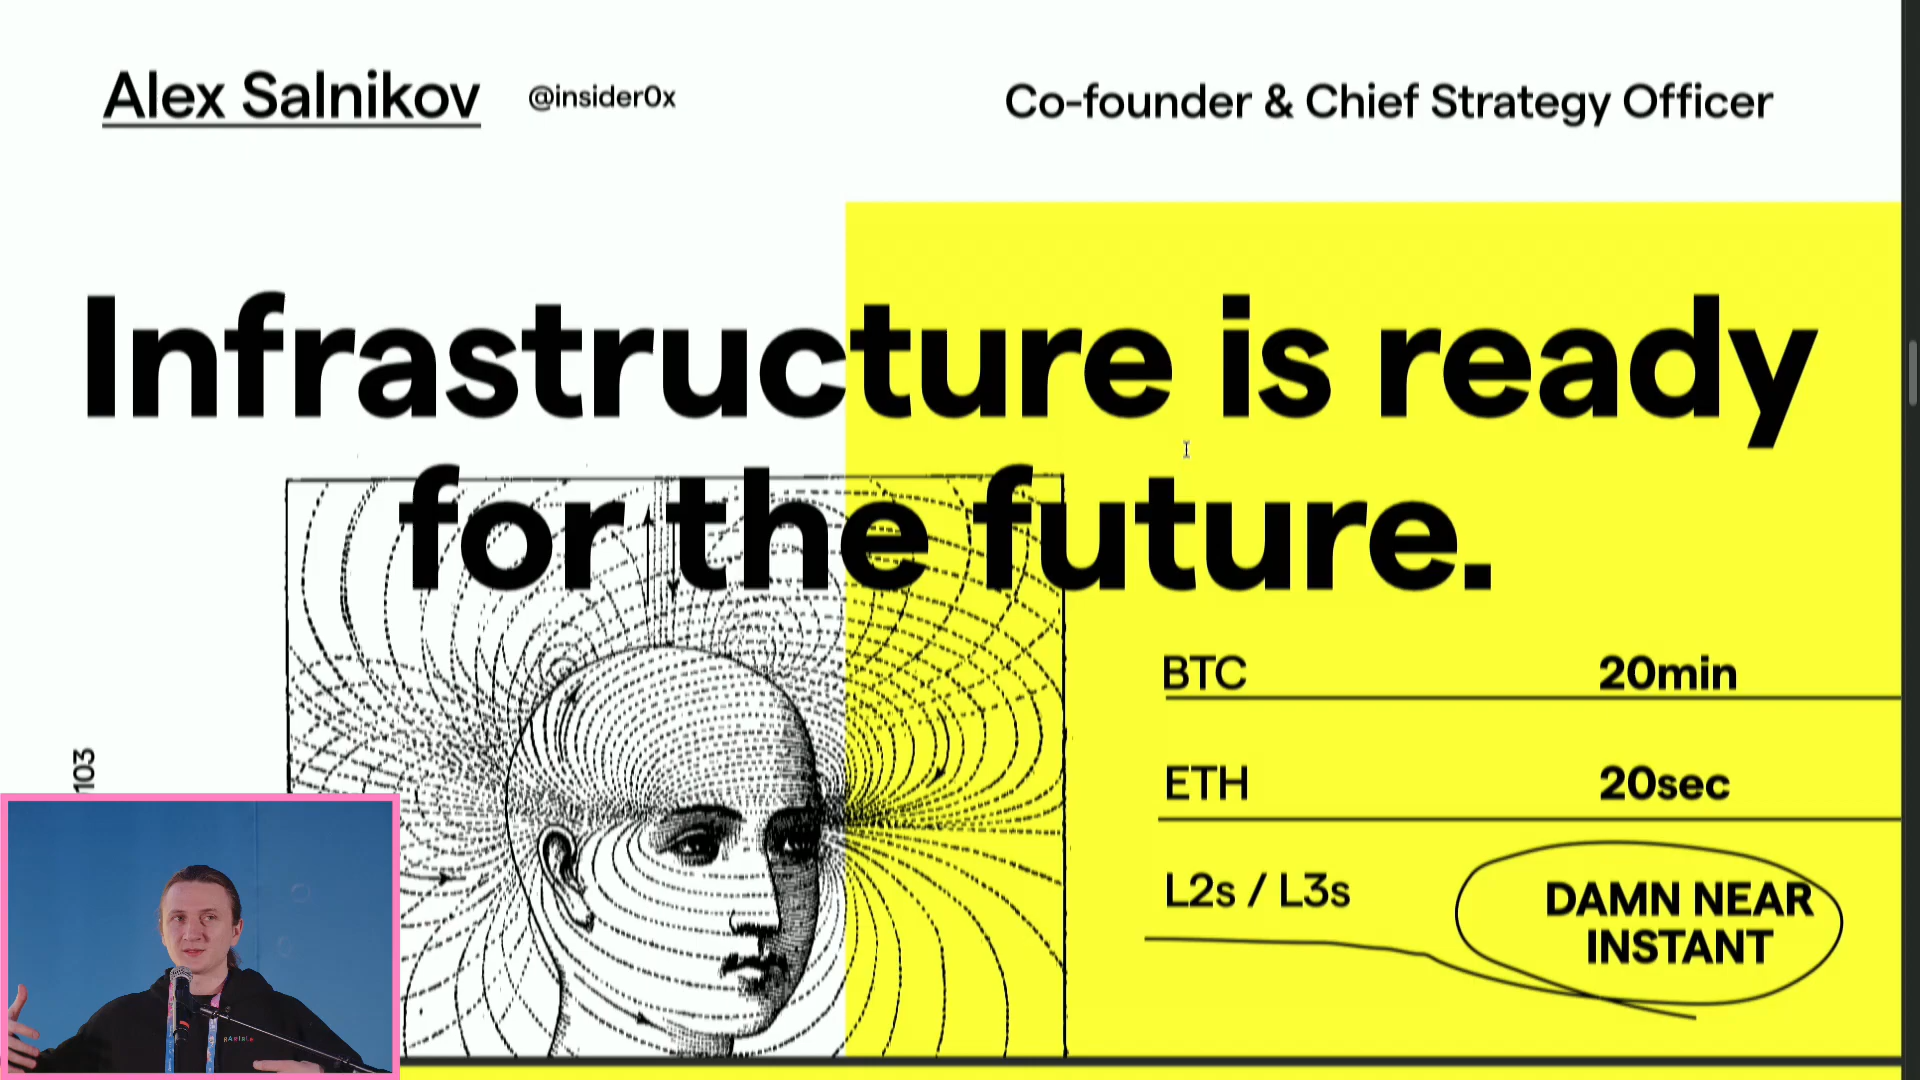 Alex Salnikov @insider0x Co-founder & Chief Strategy Officer
Infrastructure is ready
for the future.
BTC 20min
ETH 20sec
L2s / L3s DAMN NEAR
INSTANT
103